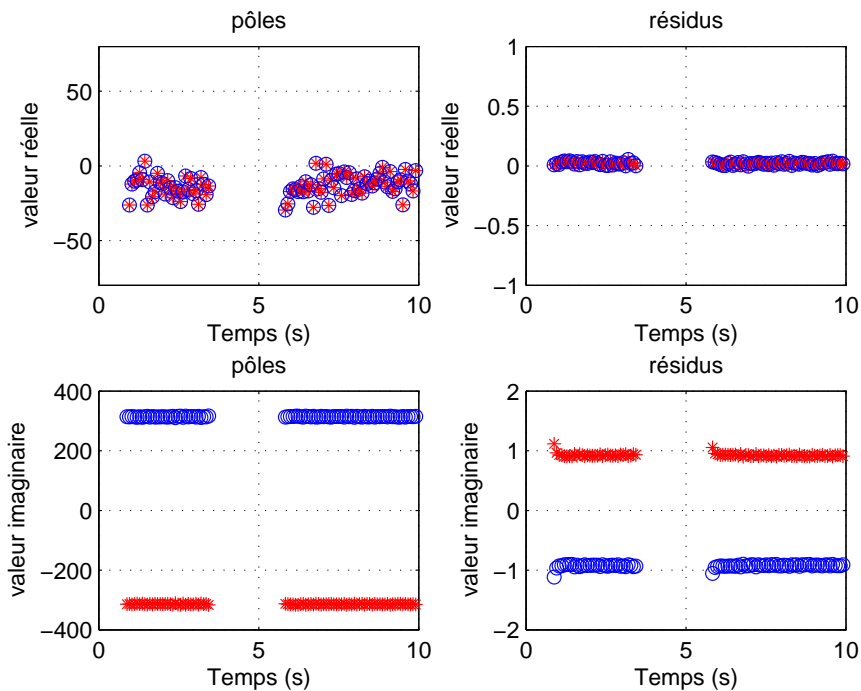 pôles
valeur réelle
50
0
−50
0
5
10
Temps (s)
résidus
valeur réelle
1
0.5
0
−0.5
−1
0
5
10
Temps (s)
pôles
valeur imaginaire
400
200
0
−200
−400
0
5
10
Temps (s)
résidus
valeur imaginaire
2
1
0
−1
−2
0
5
10
Temps (s)